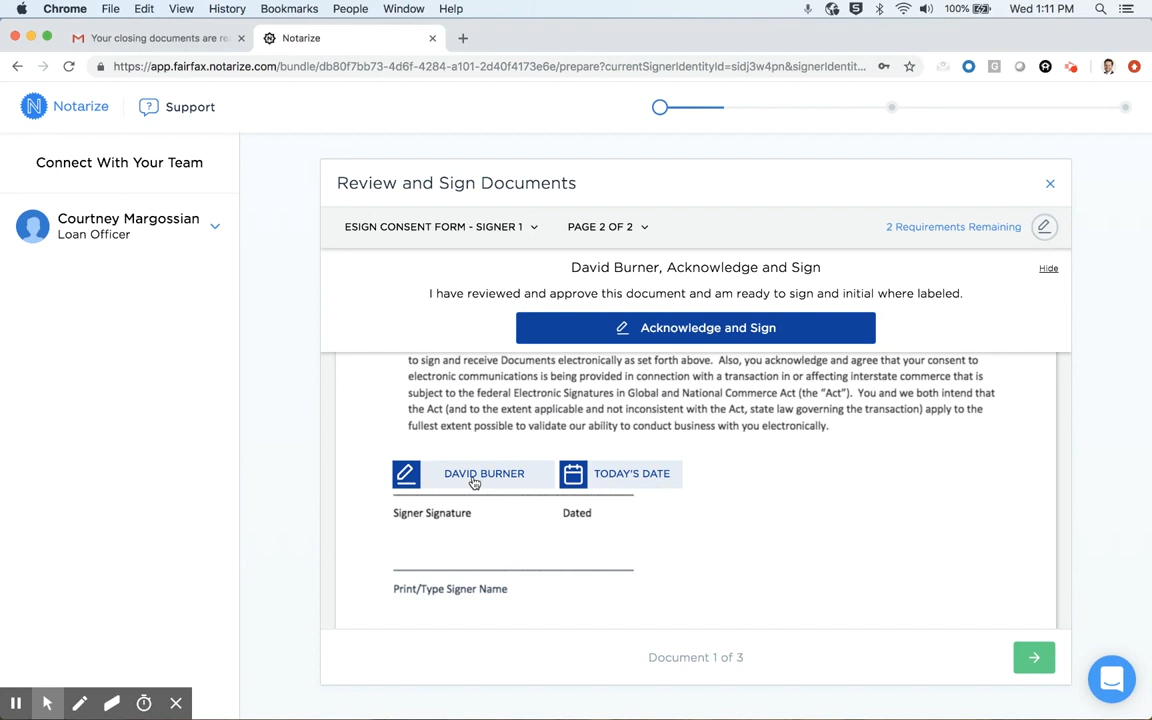 Chrome File Edit View History Bookmarks People Window Help 100% Wed 1:11 PM
Your closing documents are re
Notarize
https://app.fairfax.notarize.com/bundle/db80f7bb73-4d6f-4284-a101-2d40f4173e6e/prepare?currentSignerIdentityId=sidj3w4pn&signerIdentit...
Notarize
Support
Connect With Your Team
Courtney Margossian
Loan Officer
Review and Sign Documents
ESIGN CONSENT FORM - SIGNER 1 PAGE 2 OF 2 2 Requirements Remaining
David Burner, Acknowledge and Sign
Hide
I have reviewed and approve this document and am ready to sign and initial where labeled.
Acknowledge and Sign
to sign and receive Documents electronically as set forth above. Also, you acknowledge and agree that your consent to
electronic communications is being provided in connection with a transaction in or affecting interstate commerce that is
subject to the federal Electronic Signatures in Global and National Commerce Act (the “Act”). You and we both intend that
the Act (and to the extent applicable and not inconsistent with the Act, state law governing the transaction) apply to the
fullest extent possible to validate our ability to conduct business with you electronically.
DAVID BURNER TODAY'S DATE
Signer Signature Dated
Print/Type Signer Name
Document 1 of 3